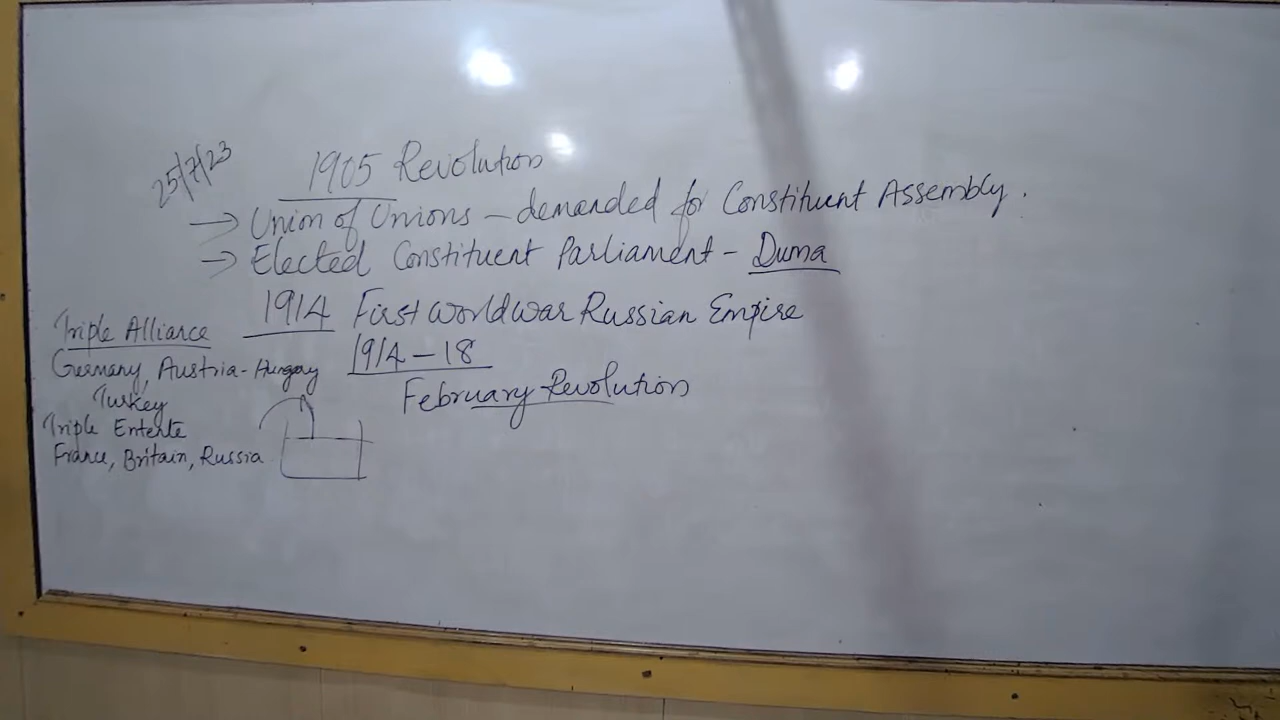 25/7/23
1905 Revolution
→ Union of Unions – demanded for Constituent Assembly.
→ Elected Constituent Parliament – Duma
1914 First World War Russian Empire
1914 – 18
February Revolution
Triple Alliance
Germany, Austria-Hungay
Turkey
Triple Entente
France, Britain, Russia